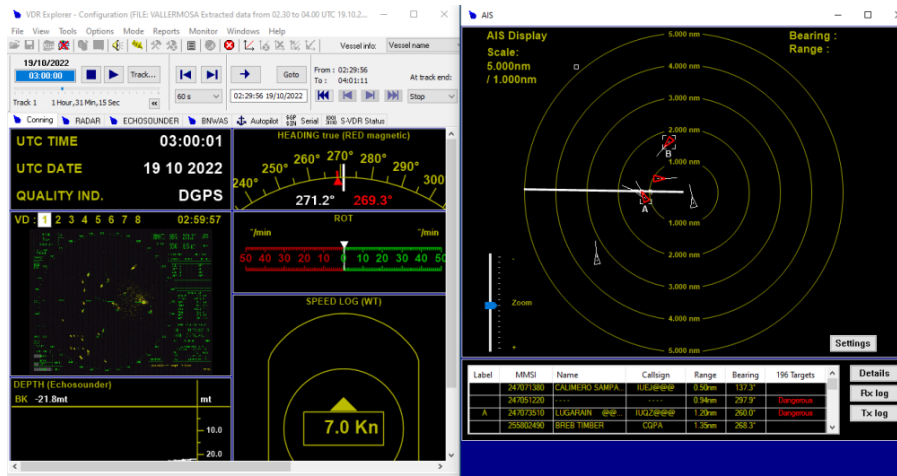 VDR Explorer - Configuration (FILE: VALLERMOSA Extracted data from 02.30 to 04.00 UTC 19.10.2...
File View Tools Options Mode Reports Monitor Windows Help
Vessel info: Vessel name
19/10/2022
03:00:00
Track...
Goto
From : 02:29:56
To : 04:01:11
At track end:
Track 1 1 Hour,31 Min,15 Sec
60 s
02:29:56 19/10/2022
Stop
Conning RADAR ECHOSOUNDER BNWAS Autopilot Serial S-VDR Status
UTC TIME 03:00:01
UTC DATE 19 10 2022
QUALITY IND. DGPS
HEADING true (RED magnetic)
240° 250° 260° 270° 280° 290° 300
271.2° 269.3°
VD : 1 2 3 4 5 6 7 8 02:59:57
ROT
°/min °/min
50 40 30 20 10 0 10 20 30 40 50
SPEED LOG (WT)
7.0 Kn
DEPTH (Echosounder)
BK -21.8mt mt
10.0
20.0
AIS
AIS Display
Scale:
5.000nm
/ 1.000nm
Bearing :
Range :
5.000 nm
4.000 nm
3.000 nm
2.000 nm
B
1.000 nm
A
1.000 nm
2.000 nm
3.000 nm
4.000 nm
5.000 nm
-
Zoom
+
Settings
Label MMSI Name Callsign Range Bearing 196 Targets
247071380 CALIMERO SAMPA... IUEJ@@@ 0.50nm 137.3°
247051220 - - - - - - - - 0.94nm 297.9° Dangerous
A 247073510 LUGARAIN @@... IUQZ@@@ 1.20nm 260.0° Dangerous
255802490 BREB TIMBER CQPA 1.35nm 268.3°
Details
Rx log
Tx log